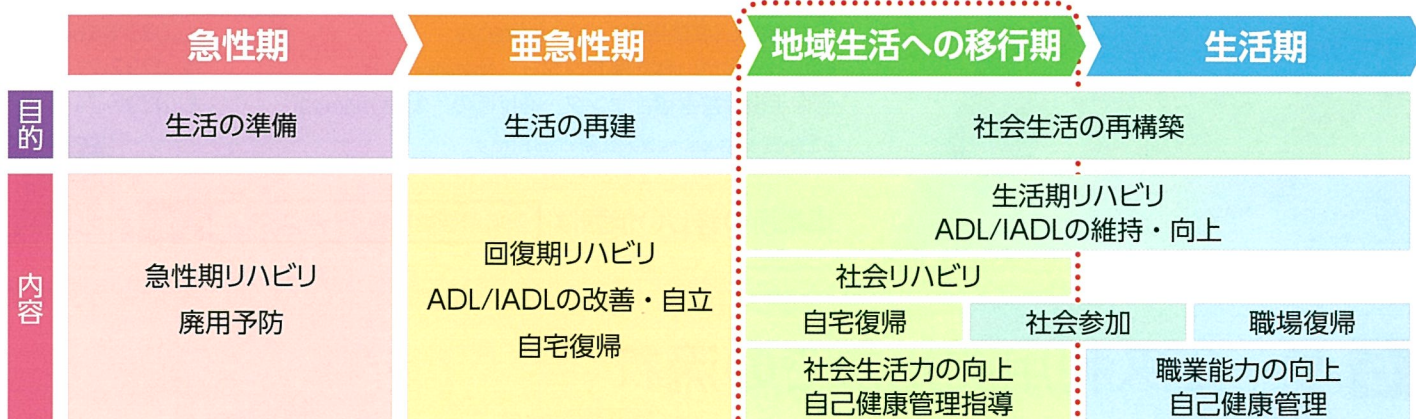 急性期
亜急性期
地域生活への移行期
生活期
目的
生活の準備
生活の再建
社会生活の再構築
内容
急性期リハビリ
廃用予防
回復期リハビリ
ADL/IADLの改善・自立
自宅復帰
生活期リハビリ
ADL/IADLの維持・向上
社会リハビリ
自宅復帰
社会参加
職場復帰
社会生活力の向上
自己健康管理指導
職業能力の向上
自己健康管理